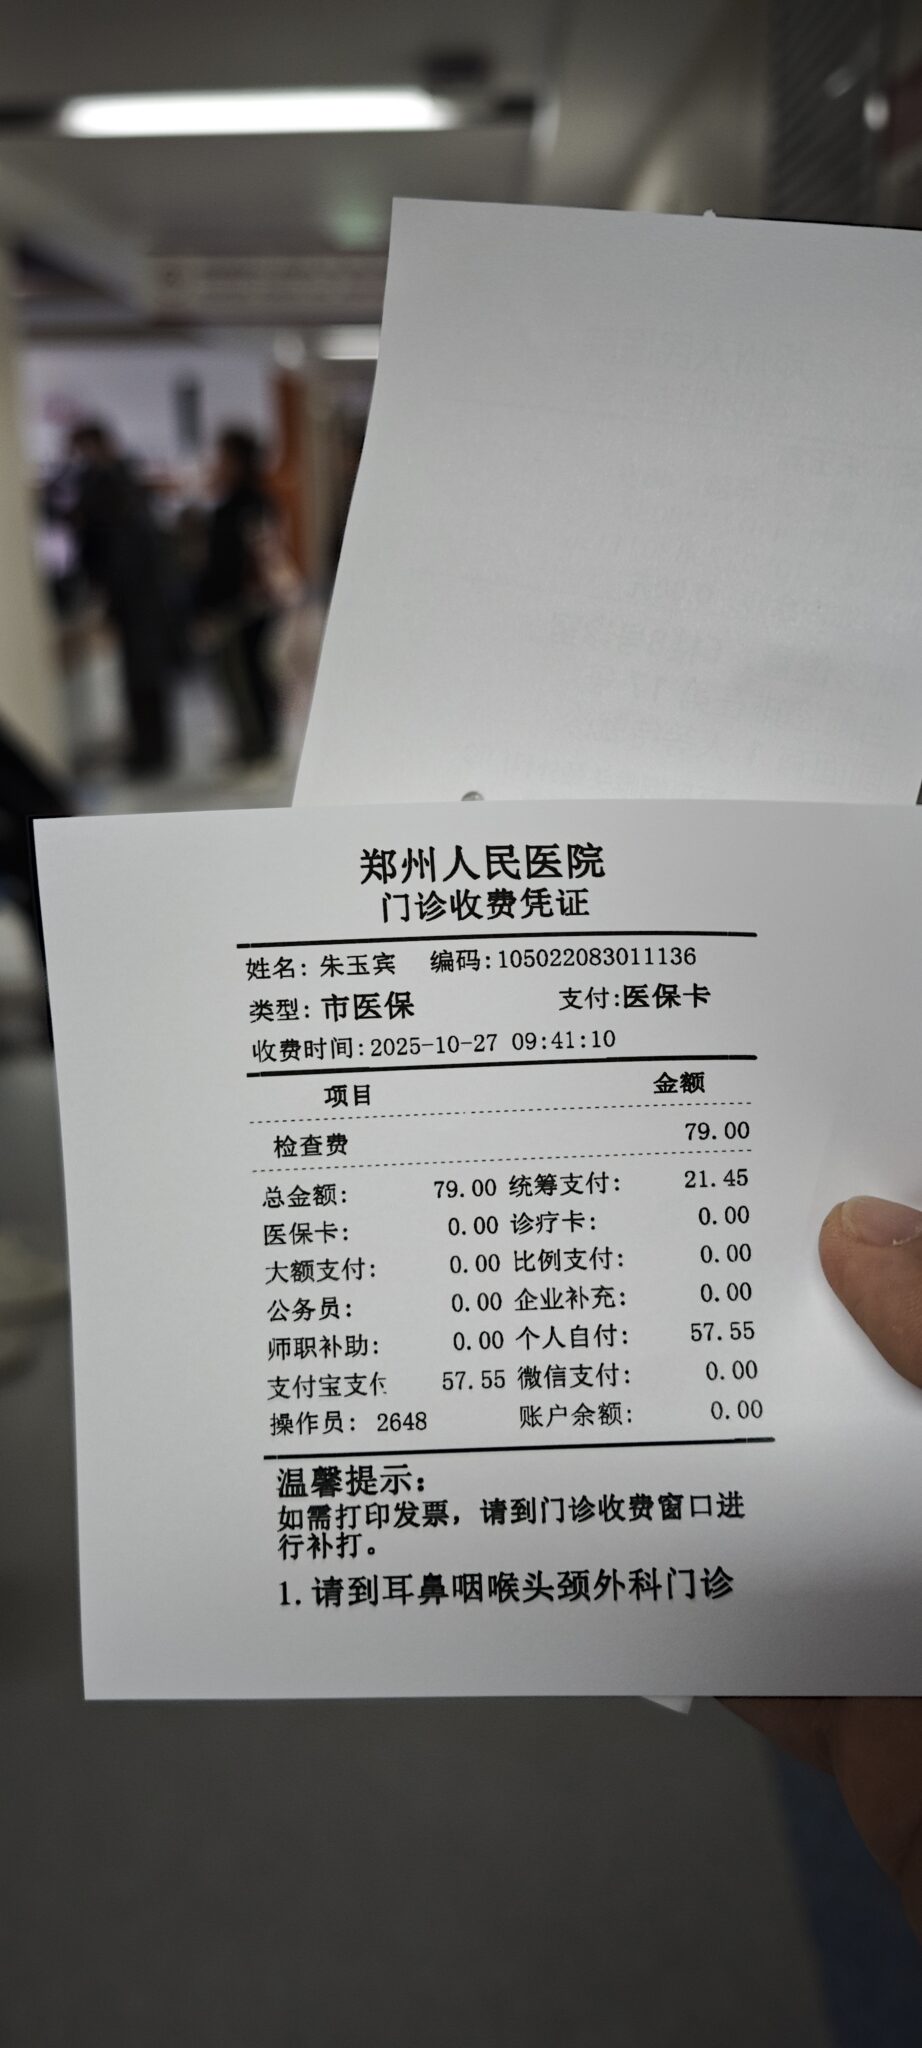 郑州人民医院
门诊收费凭证
姓名: 朱玉宾 编码:105022083011136
类型: 市医保 支付:医保卡
收费时间:2025-10-27 09:41:10
项目 金额
检查费 79.00
总金额: 79.00 统筹支付: 21.45
医保卡: 0.00 诊疗卡: 0.00
大额支付: 0.00 比例支付: 0.00
公务员: 0.00 企业补充: 0.00
师职补助: 0.00 个人自付: 57.55
支付宝支付 57.55 微信支付: 0.00
操作员: 2648 账户余额: 0.00
温馨提示:
如需打印发票，请到门诊收费窗口进
行补打。
1.请到耳鼻咽喉头颈外科门诊